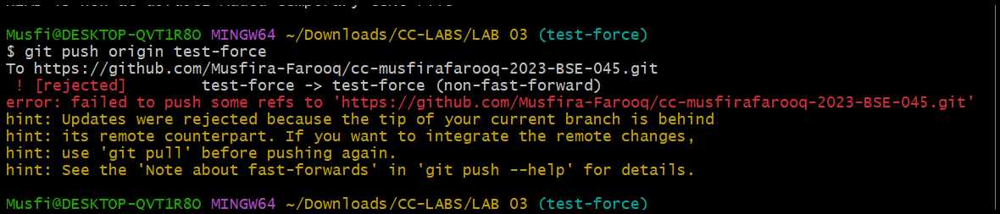 Musfi@DESKTOP-QVT1R8O MINGW64 ~/Downloads/CC-LABS/LAB 03 (test-force)
$ git push origin test-force
To https://github.com/Musfira-Farooq/cc-musfirafarooq-2023-BSE-045.git
 ! [rejected]        test-force -> test-force (non-fast-forward)
error: failed to push some refs to 'https://github.com/Musfira-Farooq/cc-musfirafarooq-2023-BSE-045.git'
hint: Updates were rejected because the tip of your current branch is behind
hint: its remote counterpart. If you want to integrate the remote changes,
hint: use 'git pull' before pushing again.
hint: See the 'Note about fast-forwards' in 'git push --help' for details.
Musfi@DESKTOP-QVT1R8O MINGW64 ~/Downloads/CC-LABS/LAB 03 (test-force)